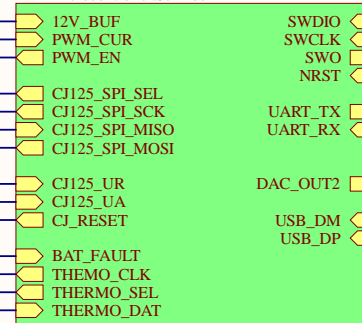 12V_BUF SWDIO
PWM_CUR SWCLK
PWM_EN SWO
NRST
CJ125_SPI_SEL
CJ125_SPI_SCK UART_TX
CJ125_SPI_MISO UART_RX
CJ125_SPI_MOSI
CJ125_UR DAC_OUT2
CJ125_UA
CJ_RESET USB_DM
USB_DP
BAT_FAULT
THEMO_CLK
THERMO_SEL
THERMO_DAT